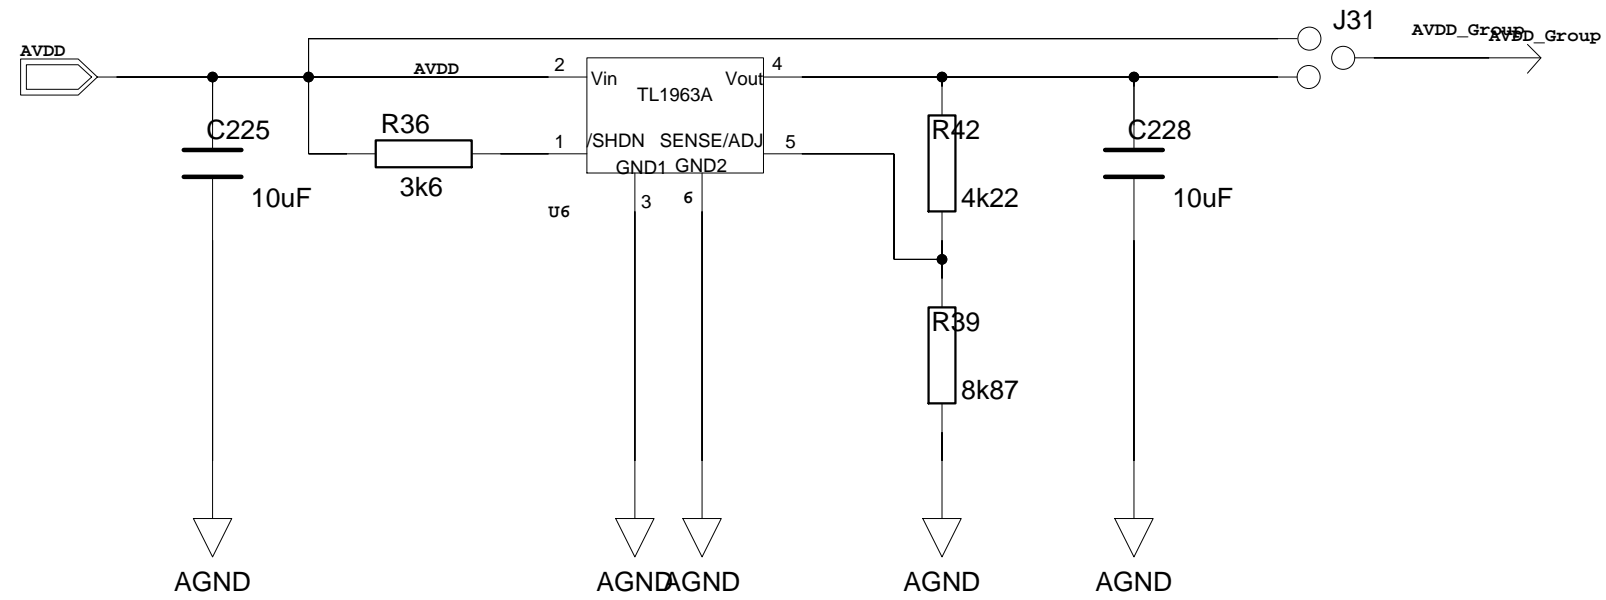 J31
AVDD_Group
AVDD_Group
AVDD
AVDD
2
Vin
TL1963A
Vout
4
C225
10uF
R36
3k6
1
/SHDN
SENSE/ADJ
5
GND1
GND2
U6
3
6
R42
4k22
C228
10uF
R39
8k87
AGND
AGND
AGND
AGND
AGND